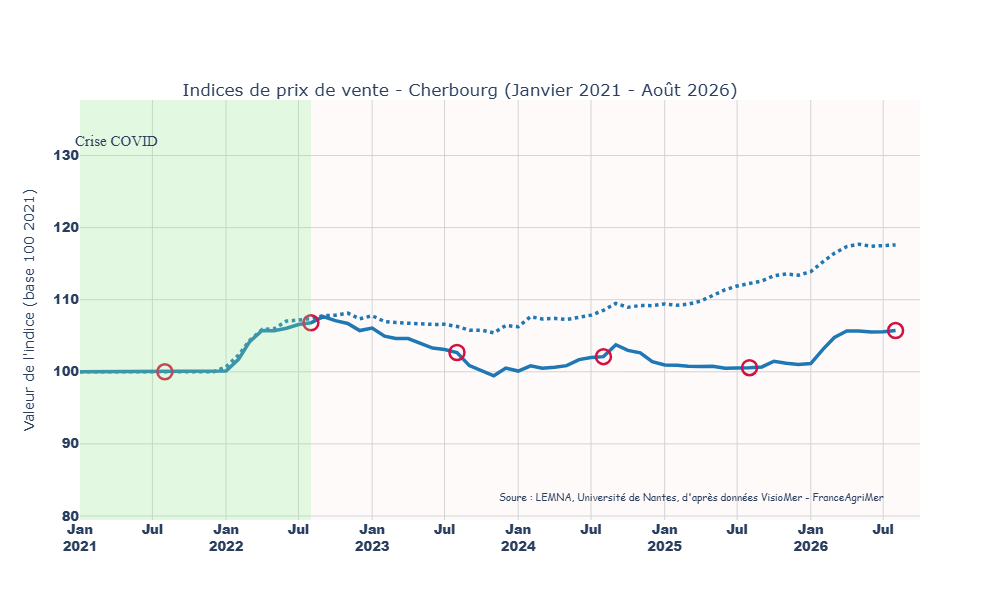 Indices de prix de vente - Cherbourg (Janvier 2021 - Août 2026)
Crise COVID
Valeur de l'indice (base 100 2021)
130
120
110
100
90
80
Soure : LEMNA, Université de Nantes, d'après données VisioMer - FranceAgriMer
Jan Jul Jan Jul Jan Jul Jan Jul Jan Jul Jan Jul
2021 2022 2023 2024 2025 2026